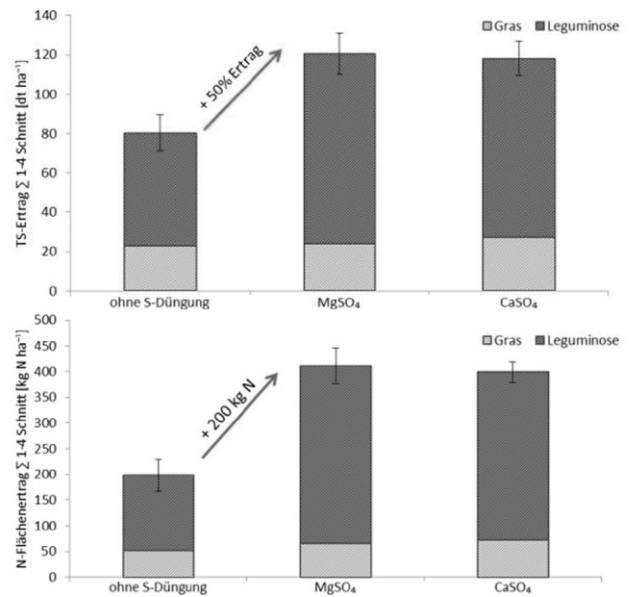 TS-Ertrag ∑ 1-4 Schnitt [dt ha⁻¹]
140
120
100
80
60
40
20
0
Gras Leguminose
+ 50% Ertrag
ohne S-Düngung MgSO₄ CaSO₄
N-Flächenertrag ∑ 1-4 Schnitt [kg N ha⁻¹]
500
450
400
350
300
250
200
150
100
50
0
Gras Leguminose
+ 200 kg N
ohne S-Düngung MgSO₄ CaSO₄